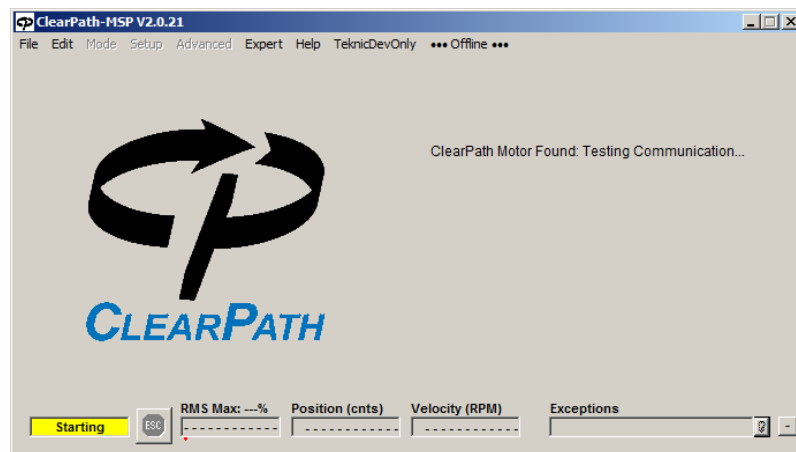 ClearPath-MSP V2.0.21
File Edit Mode Setup Advanced Expert Help TeknicDevOnly ••• Offline •••
ClearPath Motor Found: Testing Communication...
CLEARPATH
RMS Max: ---% Position (cnts) Velocity (RPM) Exceptions
Starting ESC ------------ ------------ ------------ ? -